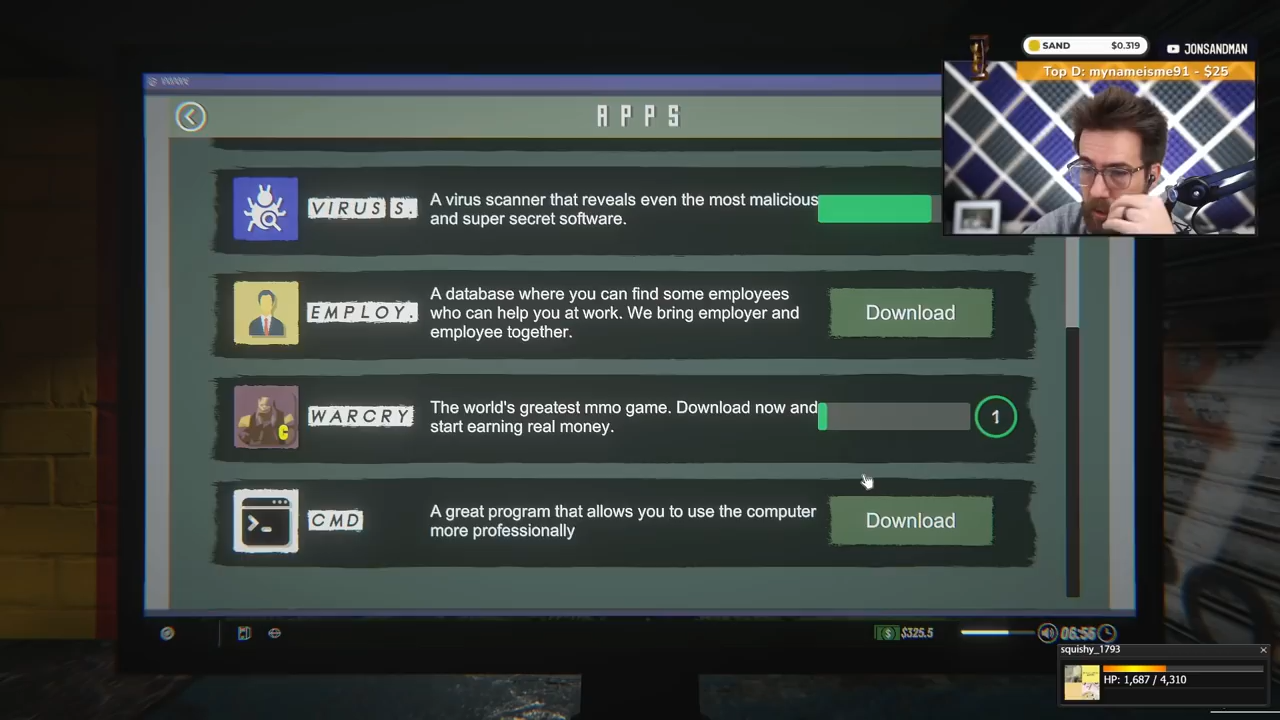 SAND $0.319
JONSANDMAN
Top D: mynameisme91 - $25
APPS
VIRUS S.
A virus scanner that reveals even the most malicious
and super secret software.
EMPLOY.
A database where you can find some employees
who can help you at work. We bring employer and
employee together.
Download
WARCRY
The world's greatest mmo game. Download now and
start earning real money.
1
CMD
A great program that allows you to use the computer
more professionally
Download
$325.5
06:56
squishy_1793
HP: 1,687 / 4,310